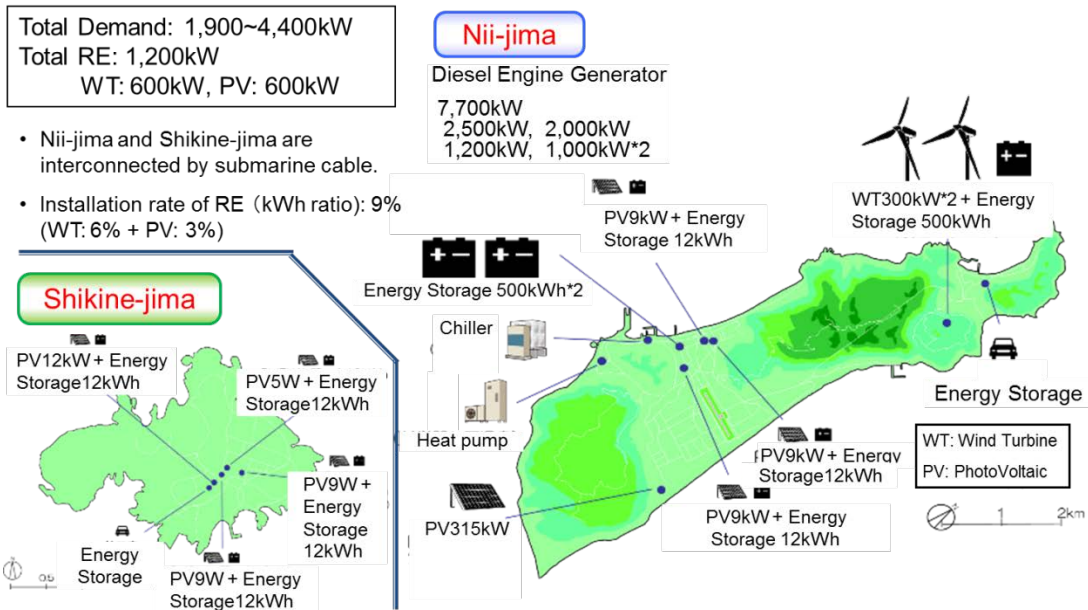 Total Demand: 1,900~4,400kW
Total RE: 1,200kW
WT: 600kW, PV: 600kW
• Nii-jima and Shikine-jima are
interconnected by submarine cable.
• Installation rate of RE (kWh ratio): 9%
(WT: 6% + PV: 3%)
Nii-jima
Diesel Engine Generator
7,700kW
2,500kW, 2,000kW
1,200kW, 1,000kW*2
PV9kW + Energy
Storage 12kWh
WT300kW*2 + Energy
Storage 500kWh
Energy Storage 500kWh*2
Chiller
Heat pump
PV315kW
PV9kW + Energy
Storage 12kWh
PV9kW + Energy
Storage12kWh
Energy Storage
WT: Wind Turbine
PV: PhotoVoltaic
1
2km
Shikine-jima
PV12kW + Energy
Storage12kWh
PV5W + Energy
Storage12kWh
PV9W +
Energy
Storage
12kWh
Energy
Storage
PV9W + Energy
Storage12kWh
0